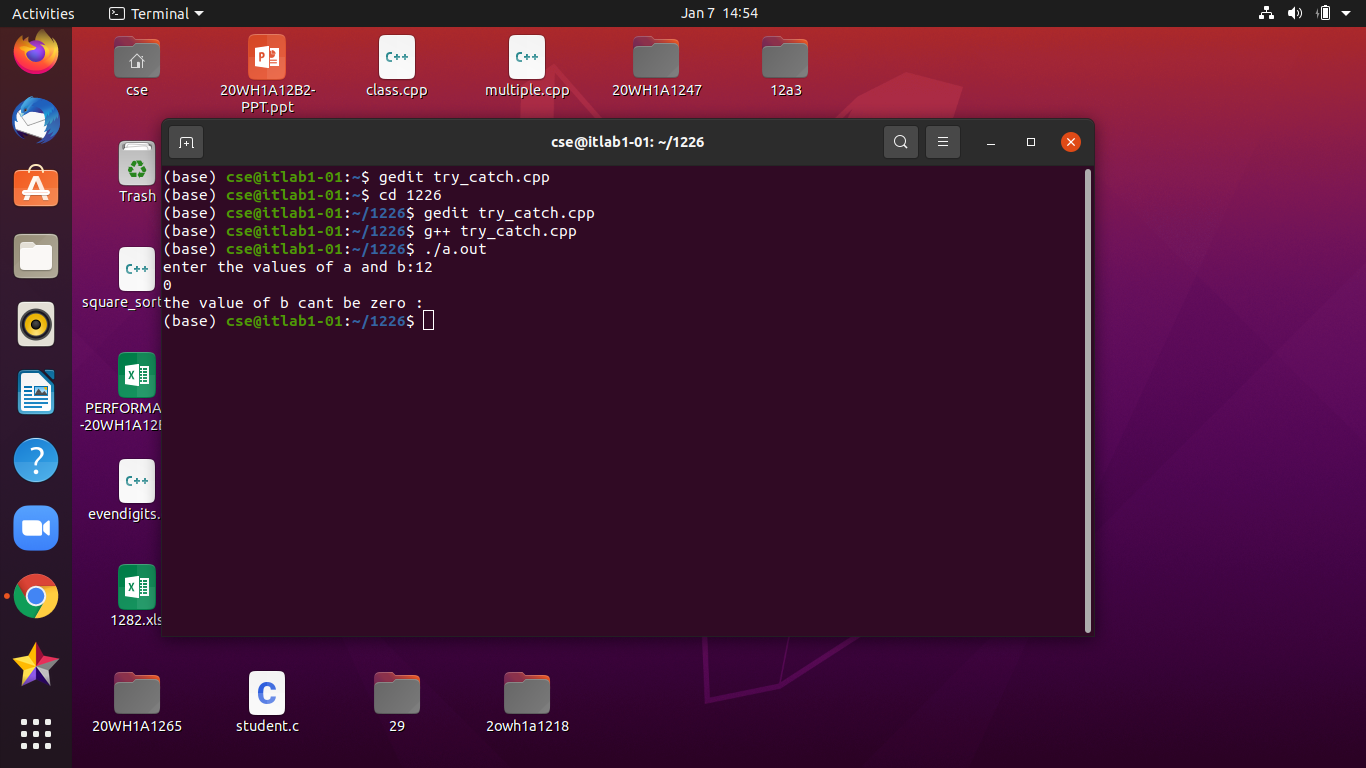 Activities
Terminal
Jan 7 14:54
cse
20WH1A12B2-
PPT.ppt
C++
class.cpp
C++
multiple.cpp
20WH1A1247
12a3
Trash
C++
square_sort
X
PERFORMA
-20WH1A12B
C++
evendigits.
X
1282.xls
20WH1A1265
C
student.c
29
2owh1a1218
cse@itlab1-01: ~/1226
(base) cse@itlab1-01:~$ gedit try_catch.cpp
(base) cse@itlab1-01:~$ cd 1226
(base) cse@itlab1-01:~/1226$ gedit try_catch.cpp
(base) cse@itlab1-01:~/1226$ g++ try_catch.cpp
(base) cse@itlab1-01:~/1226$ ./a.out
enter the values of a and b:12
0
the value of b cant be zero :
(base) cse@itlab1-01:~/1226$